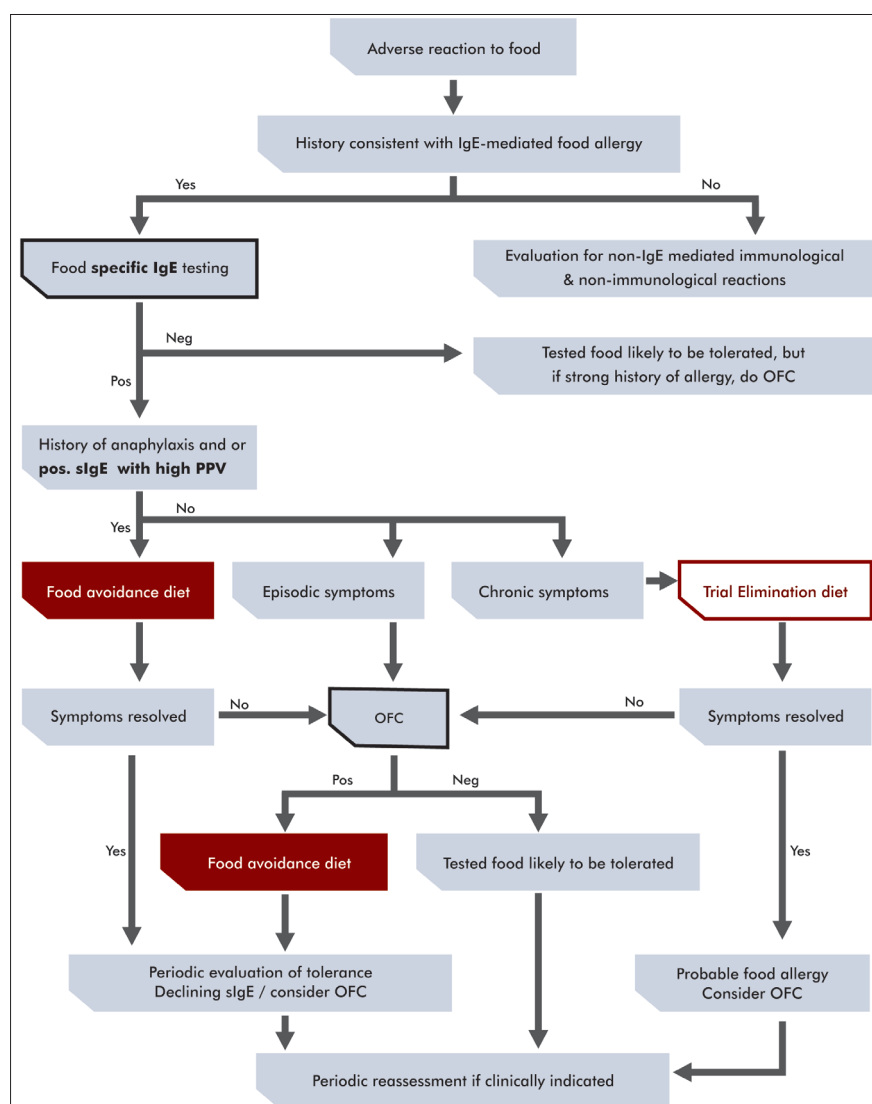 Adverse reaction to food
History consistent with IgE-mediated food allergy
Yes
No
Food specific IgE testing
Evaluation for non-IgE mediated immunological
& non-immunological reactions
Neg
Tested food likely to be tolerated, but
if strong history of allergy, do OFC
Pos
History of anaphylaxis and or
pos. sIgE with high PPV
No
Yes
Food avoidance diet
Episodic symptoms
Chronic symptoms
Trial Elimination diet
Symptoms resolved
No
OFC
No
Symptoms resolved
Pos
Neg
Yes
Food avoidance diet
Tested food likely to be tolerated
Yes
Periodic evaluation of tolerance
Declining sIgE / consider OFC
Probable food allergy
Consider OFC
Periodic reassessment if clinically indicated